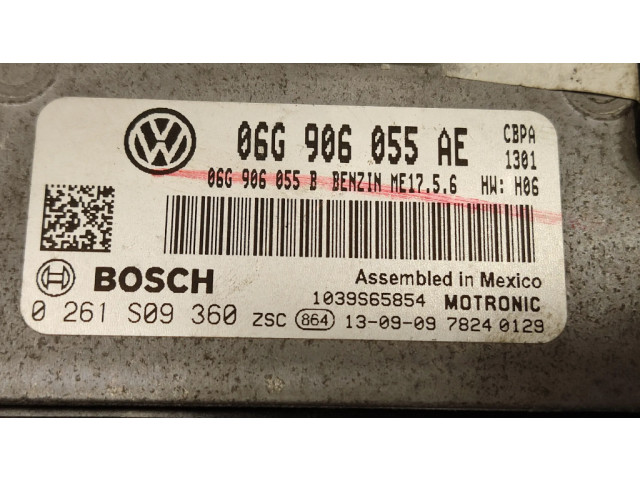 06G 906 055 AE CBPA
1301
06G 906 055 B BENZIN ME17.5.6 HW: H06
BOSCH Assembled in Mexico
1039S65854 MOTRONIC
0 261 S09 360 ZSC 864 13-09-09 7824 0129